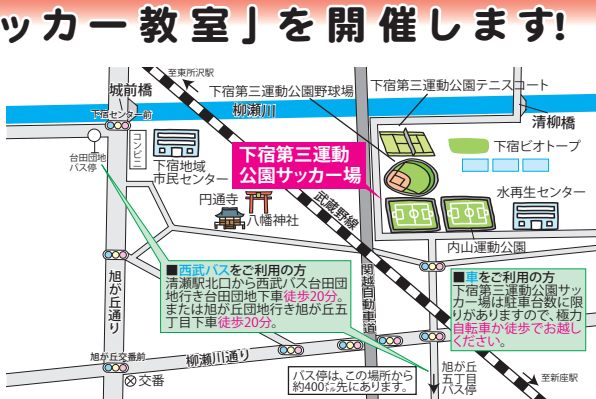 ッカー教室」を開催します!
至東所沢駅
城前橋
下宿第三運動公園野球場
下宿第三運動公園テニスコート
下宿センター前
柳瀬川
清柳橋
コンビニ
台田団地
バス停
下宿地域
市民センター
下宿第三運動
公園サッカー場
下宿ビオトープ
水再生センター
円通寺
八幡神社
武蔵野線
内山運動公園
旭が丘通り
■西武バスをご利用の方
清瀬駅北口から西武バス台田団
地行き台田団地下車徒歩20分。
または旭が丘団地行き旭が丘五
丁目下車徒歩20分。
関越自動車道
■車をご利用の方
下宿第三運動公園サッ
カー場は駐車台数に限
りがありますので、極力
自転車か徒歩でお越し
ください。
旭が丘交番前
柳瀬川通り
交番
バス停は、この場所から
約400㍍先にあります。
旭が丘
五丁目
バス停
至新座駅